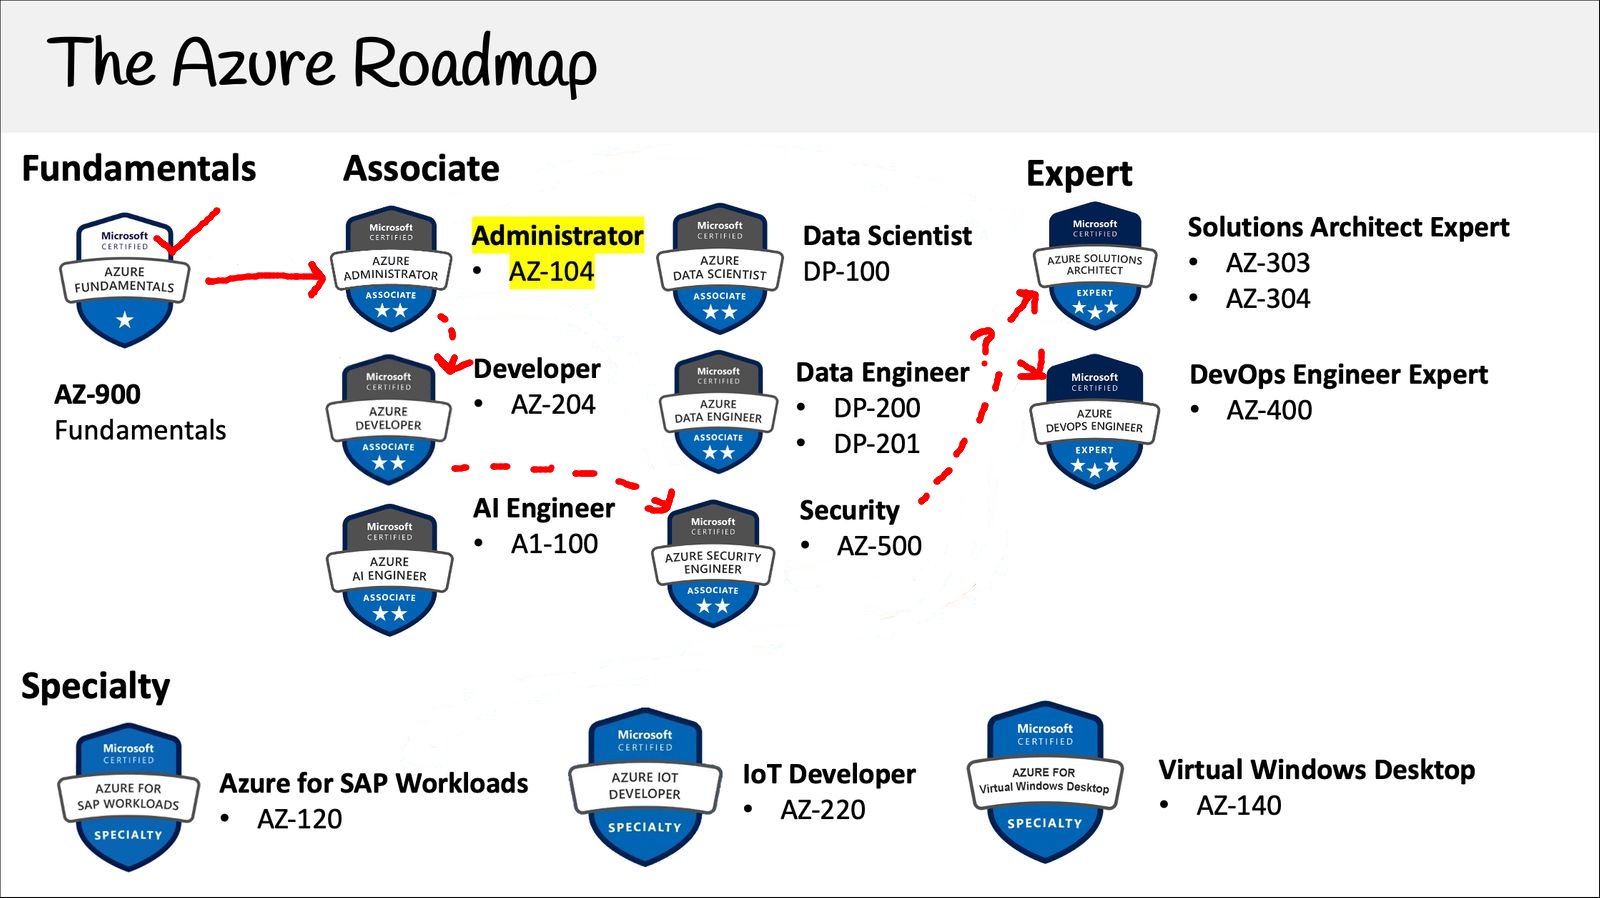 The Azure Roadmap
Fundamentals
Microsoft
CERTIFIED
AZURE
FUNDAMENTALS
AZ-900
Fundamentals
Associate
Microsoft
CERTIFIED
AZURE
ADMINISTRATOR
ASSOCIATE
Administrator
• AZ-104
Microsoft
CERTIFIED
AZURE
DATA SCIENTIST
ASSOCIATE
Data Scientist
DP-100
Microsoft
CERTIFIED
AZURE
DEVELOPER
ASSOCIATE
Developer
• AZ-204
Microsoft
CERTIFIED
AZURE
DATA ENGINEER
ASSOCIATE
Data Engineer
• DP-200
• DP-201
Microsoft
CERTIFIED
AZURE
AI ENGINEER
ASSOCIATE
AI Engineer
• A1-100
Microsoft
CERTIFIED
AZURE SECURITY
ENGINEER
ASSOCIATE
Security
• AZ-500
Expert
Microsoft
CERTIFIED
AZURE SOLUTIONS
ARCHITECT
EXPERT
Solutions Architect Expert
• AZ-303
• AZ-304
Microsoft
CERTIFIED
AZURE
DEVOPS ENGINEER
EXPERT
DevOps Engineer Expert
• AZ-400
Specialty
Microsoft
CERTIFIED
AZURE FOR
SAP WORKLOADS
SPECIALTY
Azure for SAP Workloads
• AZ-120
Microsoft
CERTIFIED
AZURE IOT
DEVELOPER
SPECIALTY
IoT Developer
• AZ-220
Microsoft
CERTIFIED
AZURE FOR
Virtual Windows Desktop
SPECIALTY
Virtual Windows Desktop
• AZ-140